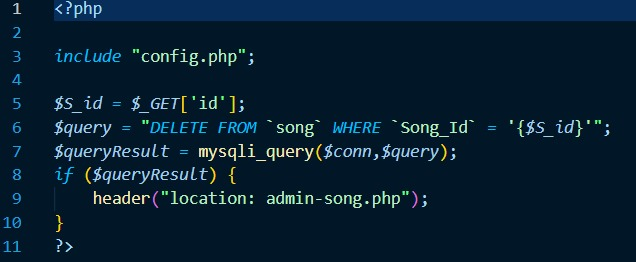 1 <?php
2
3 include "config.php";
4
5 $S_id = $_GET['id'];
6 $query = "DELETE FROM `song` WHERE `Song_Id` = '{$S_id}'";
7 $queryResult = mysqli_query($conn,$query);
8 if ($queryResult) {
9     header("location: admin-song.php");
10 }
11 ?>